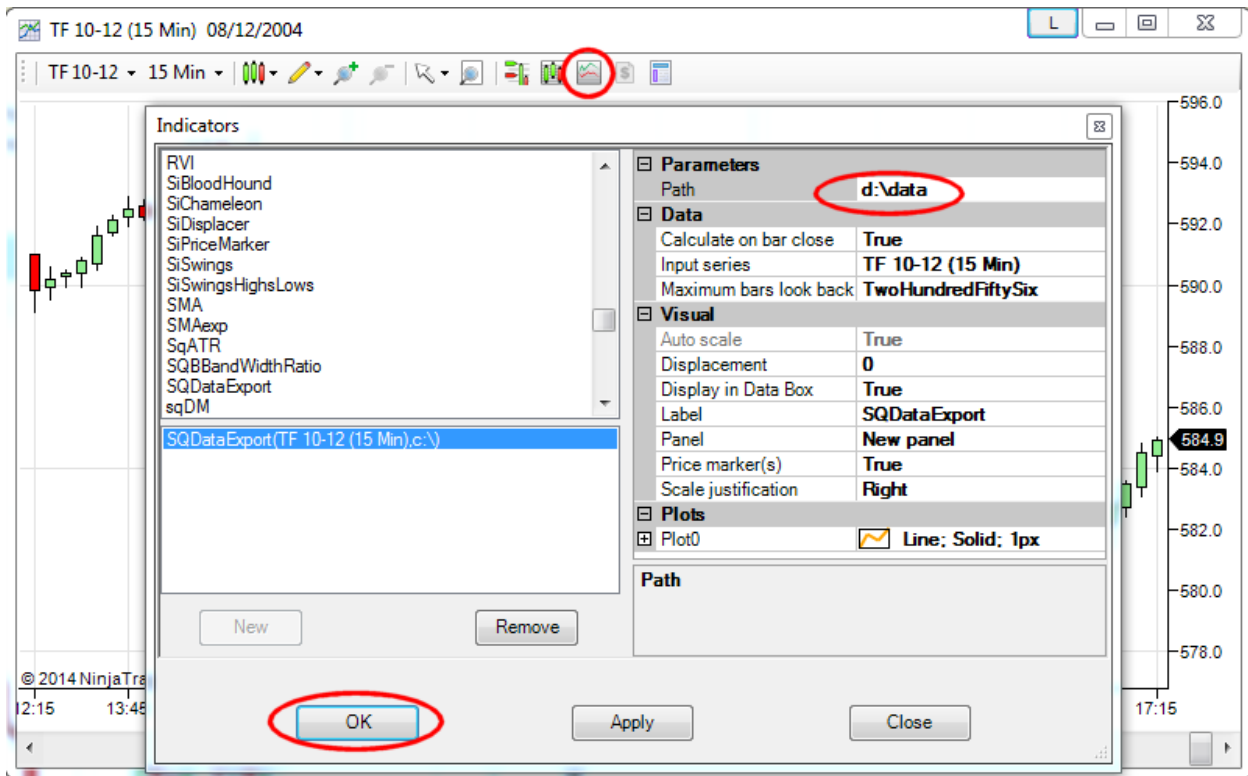 TF 10-12 (15 Min) 08/12/2004
L
TF 10-12 15 Min
Indicators
RVI
SiBloodHound
SiChameleon
SiDisplacer
SiPriceMarker
SiSwings
SiSwingsHighsLows
SMA
SMAexp
SqATR
SQBBandWidthRatio
SQDataExport
sqDM
SQDataExport(TF 10-12 (15 Min),c:\)
New
Remove
Parameters
Path d:\data
Data
Calculate on bar close True
Input series TF 10-12 (15 Min)
Maximum bars look back TwoHundredFiftySix
Visual
Auto scale True
Displacement 0
Display in Data Box True
Label SQDataExport
Panel New panel
Price marker(s) True
Scale justification Right
Plots
Plot0 Line; Solid; 1px
Path
OK
Apply
Close
596.0
594.0
592.0
590.0
588.0
586.0
584.9
584.0
582.0
580.0
578.0
© 2014 NinjaTra
12:15 13:45 17:15